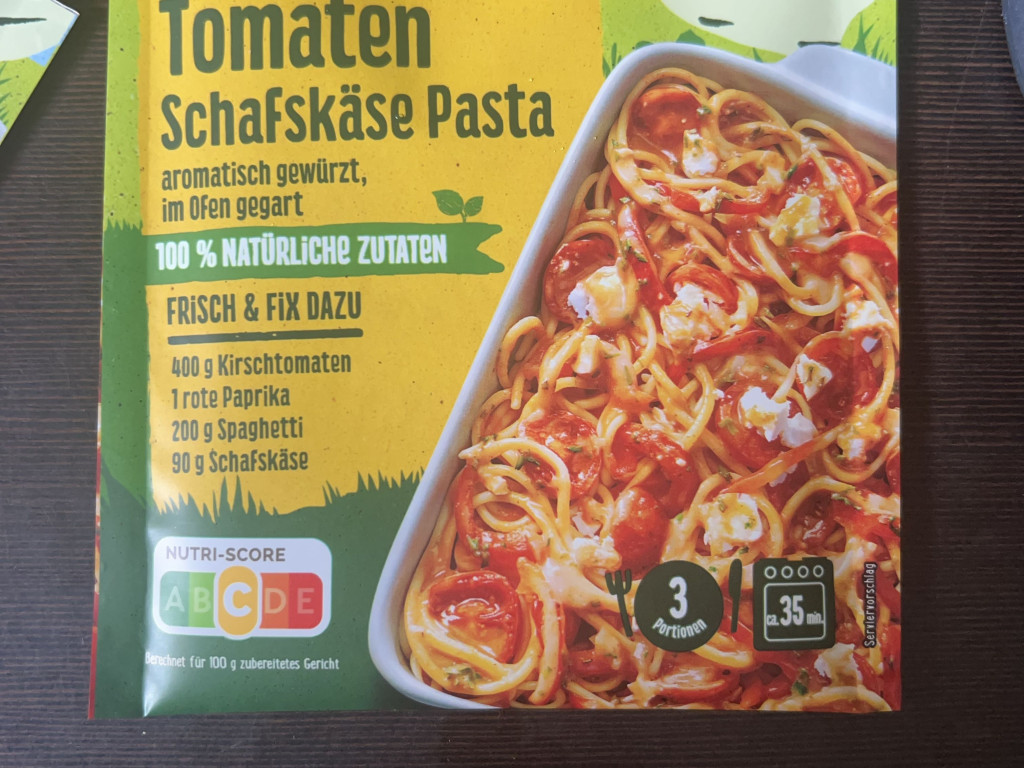 Tomaten
Schafskäse Pasta
aromatisch gewürzt,
im Ofen gegart
100 % NATÜRLICHE ZUTATEN
FRISCH & FIX DAZU
400 g Kirschtomaten
1 rote Paprika
200 g Spaghetti
90 g Schafskäse
NUTRI-SCORE
A B C D E
Berechnet für 100 g zubereitetes Gericht
3
Portionen
ca. 35 min.
Serviervorschlag